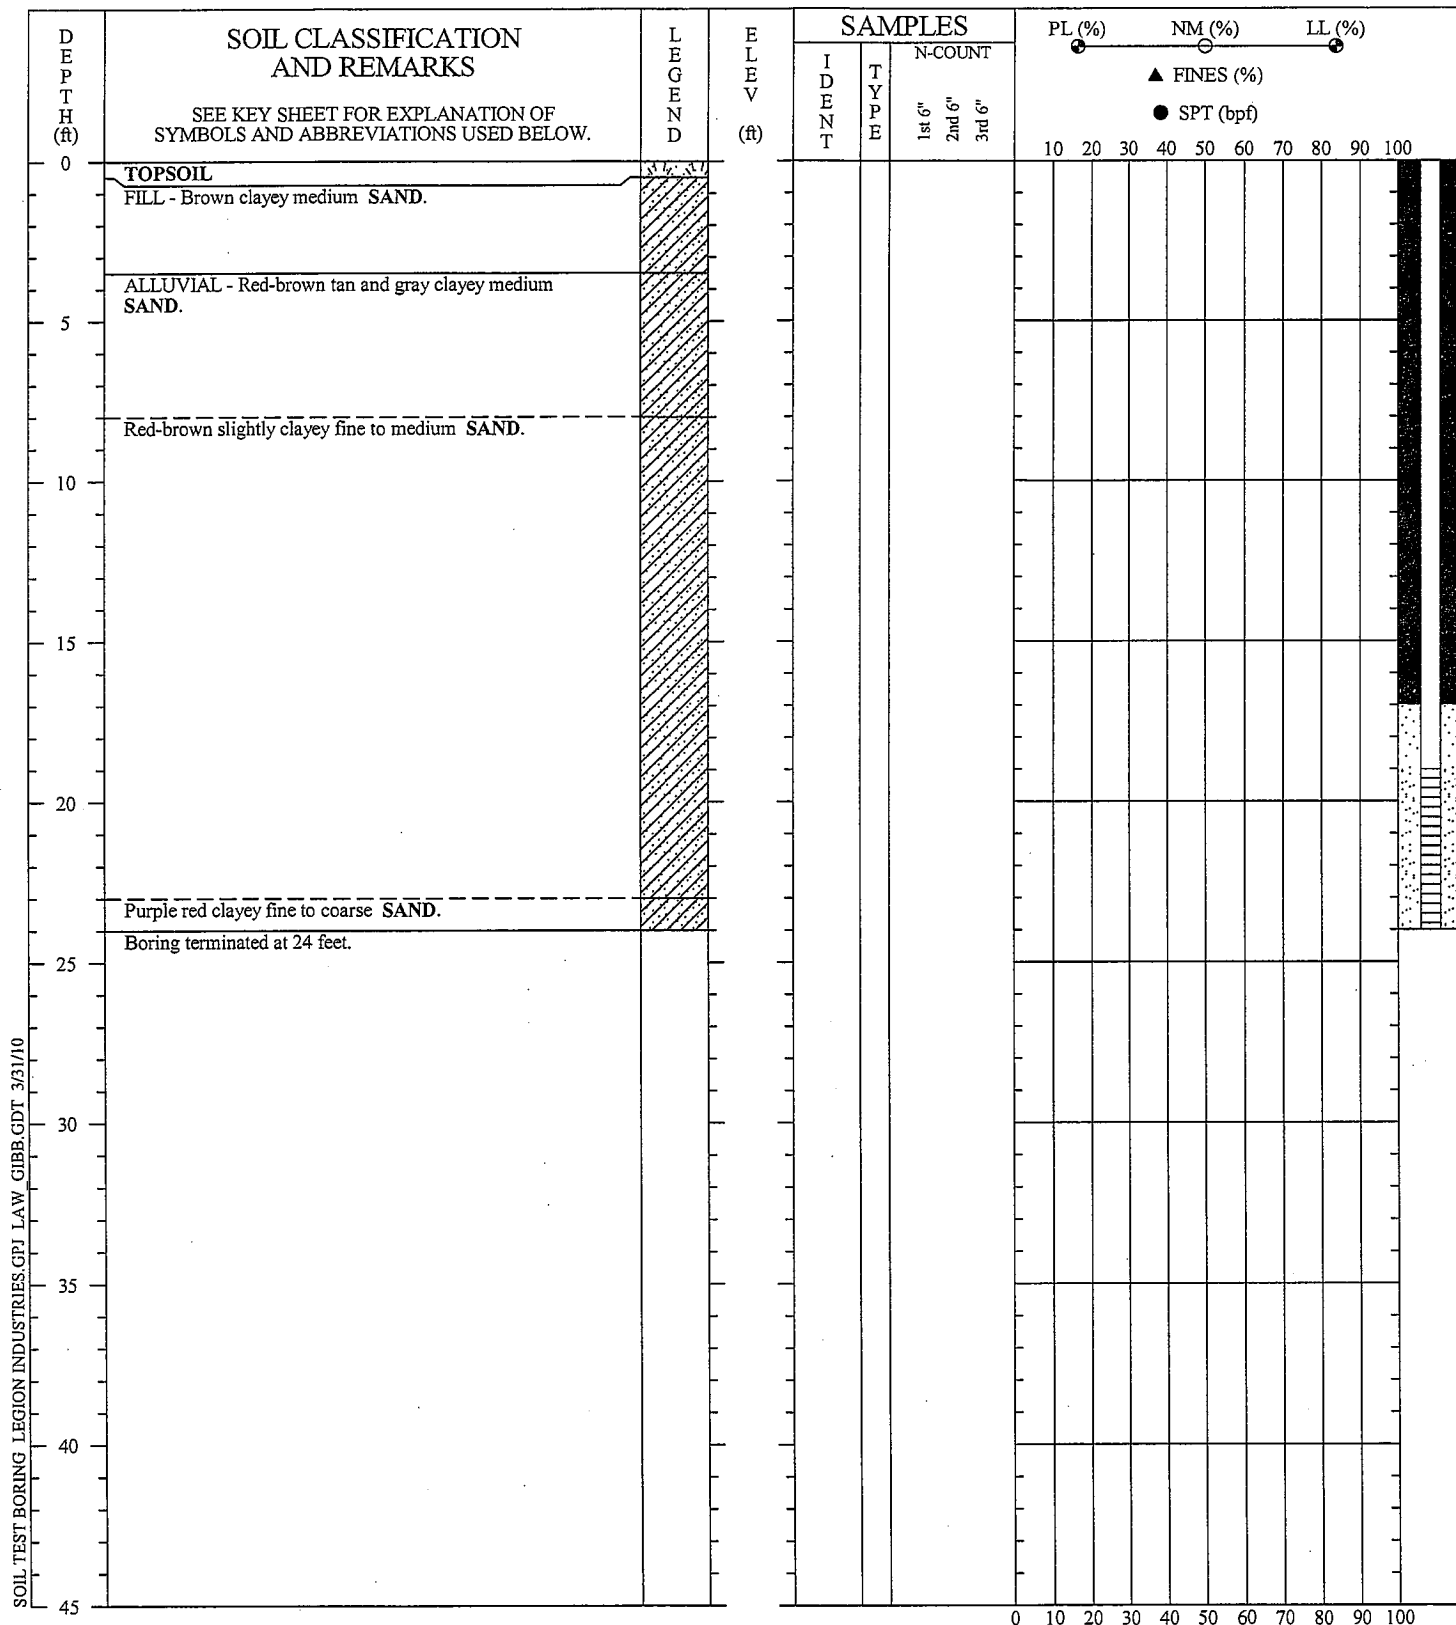 DEPTH (ft)
SOIL CLASSIFICATION
AND REMARKS
SEE KEY SHEET FOR EXPLANATION OF
SYMBOLS AND ABBREVIATIONS USED BELOW.
LEGEND
ELEV (ft)
SAMPLES
IDENT
TYPE
N-COUNT
1st 6"
2nd 6"
3rd 6"
PL (%) NM (%) LL (%)
▲ FINES (%)
● SPT (bpf)
10 20 30 40 50 60 70 80 90 100
0
TOPSOIL
FILL - Brown clayey medium SAND.
ALLUVIAL - Red-brown tan and gray clayey medium
SAND.
5
Red-brown slightly clayey fine to medium SAND.
10
15
20
Purple red clayey fine to coarse SAND.
Boring terminated at 24 feet.
25
30
35
40
45
0 10 20 30 40 50 60 70 80 90 100
SOIL TEST BORING LEGION INDUSTRIES.GPJ LAW_GIBB.GDT 3/31/10